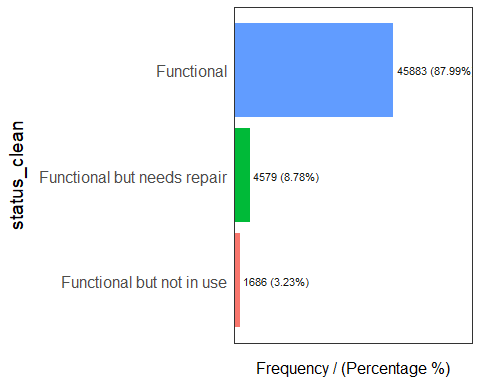 status_clean
Functional
45883 (87.99%
Functional but needs repair
4579 (8.78%)
Functional but not in use
1686 (3.23%)
Frequency / (Percentage %)